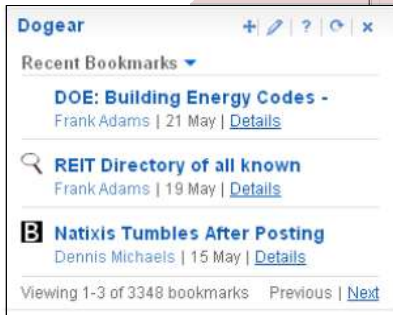 Dogear ?
Recent Bookmarks
DOE: Building Energy Codes -
Frank Adams | 21 May | Details
REIT Directory of all known
Frank Adams | 19 May | Details
B Natixis Tumbles After Posting
Dennis Michaels | 15 May | Details
Viewing 1-3 of 3348 bookmarks Previous | Next